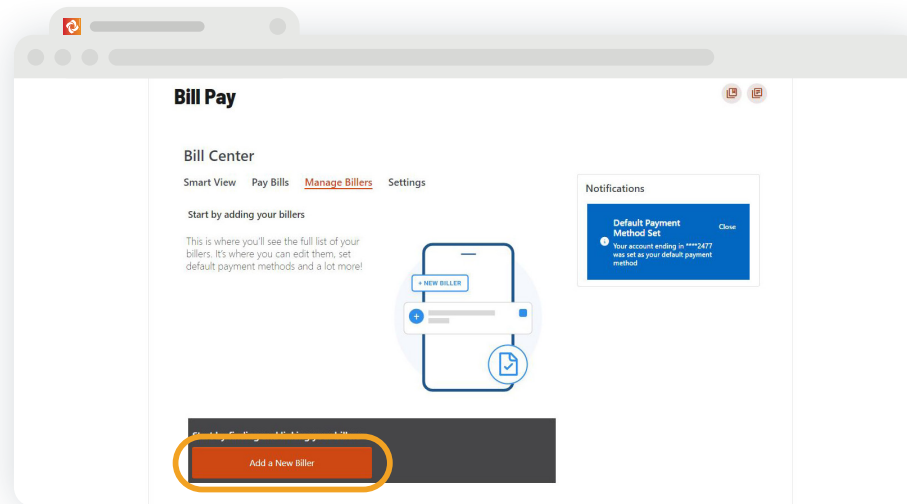 Bill Pay
Bill Center
Smart View Pay Bills Manage Billers Settings
Start by adding your billers
This is where you'll see the full list of your
billers. It's where you can edit them, set
default payment methods and a lot more!
+ NEW BILLER
Notifications
Default Payment
Method Set
Close
Your account ending in ****2477
was set as your default payment
method
Add a New Biller